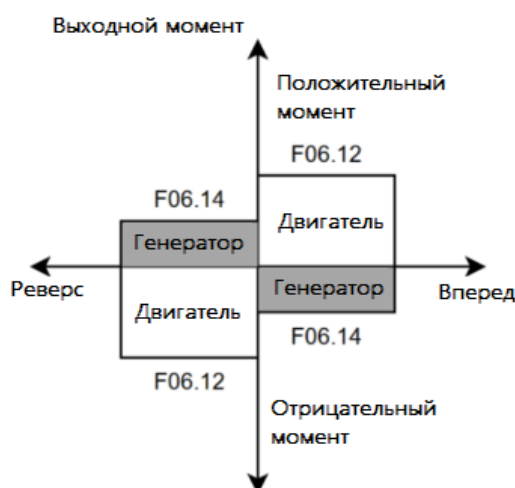 Выходной момент
Положительный
момент
F06.12
F06.14
Двигатель
Генератор
Реверс
Вперед
Генератор
Двигатель
F06.14
F06.12
Отрицательный
момент